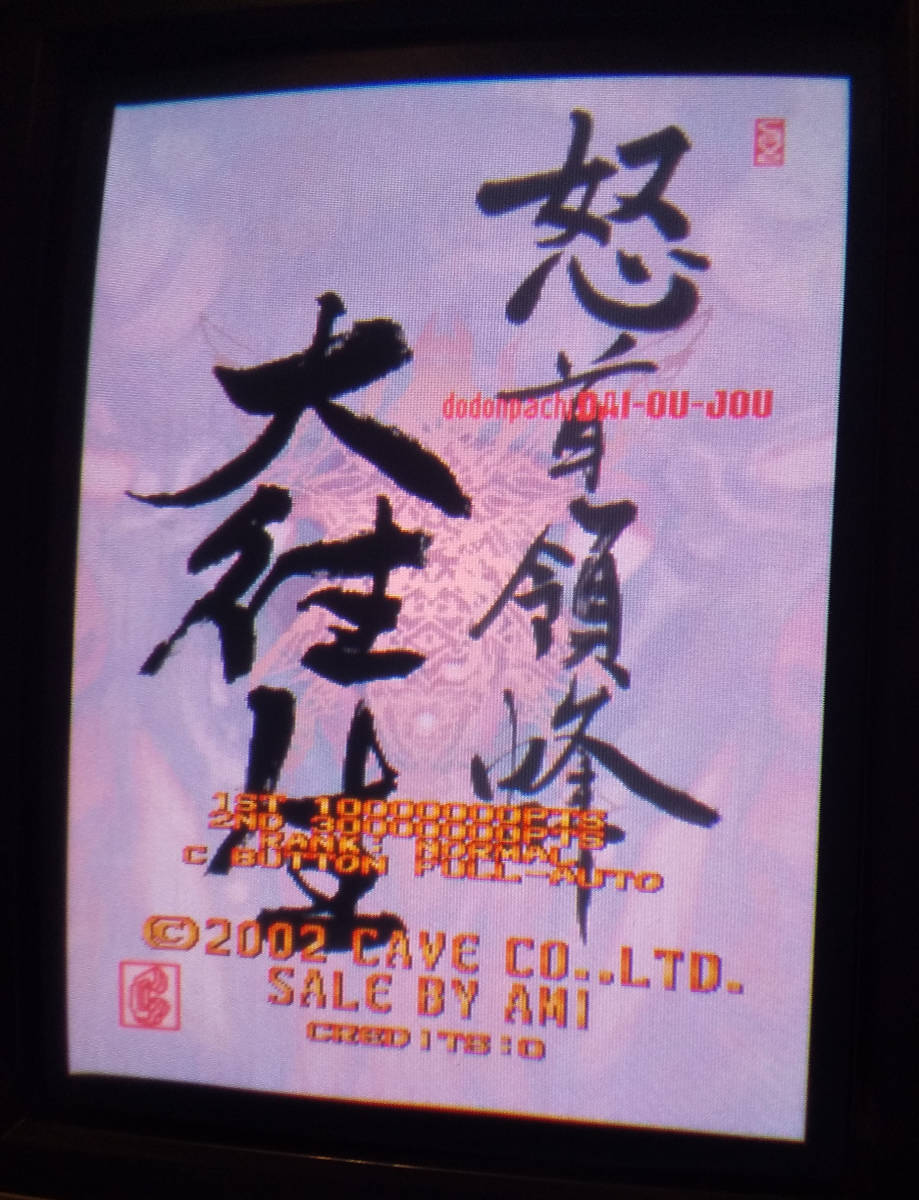 怒首領蜂
大往生
dodonpachi DAI-OU-JOU
1ST 10000000PTS
2ND 30000000PTS
RANK: NORMAL
C BUTTON FULL-AUTO
©2002 CAVE CO.,LTD.
SALE BY AMI
CREDITS:0